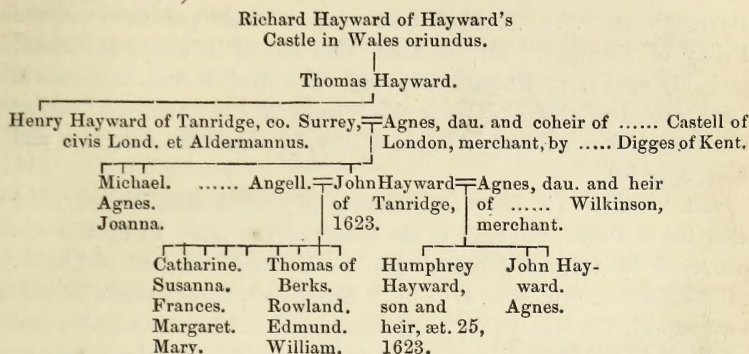 Richard Hayward of Hayward's
Castle in Wales oriundus.
Thomas Hayward.
Henry Hayward of Tanridge, co. Surrey,
civis Lond. et Aldermannus.
Agnes, dau. and coheir of ...... Castell of
London, merchant, by ..... Digges of Kent.
Michael.
Agnes.
Joanna.
...... Angell.
John Hayward
of Tanridge,
1623.
Agnes, dau. and heir
of ...... Wilkinson,
merchant.
Catharine.
Susanna.
Frances.
Margaret.
Mary.
Thomas of
Berks.
Rowland.
Edmund.
William.
Humphrey
Hayward,
son and
heir, æt. 25,
1623.
John Hay-
ward.
Agnes.